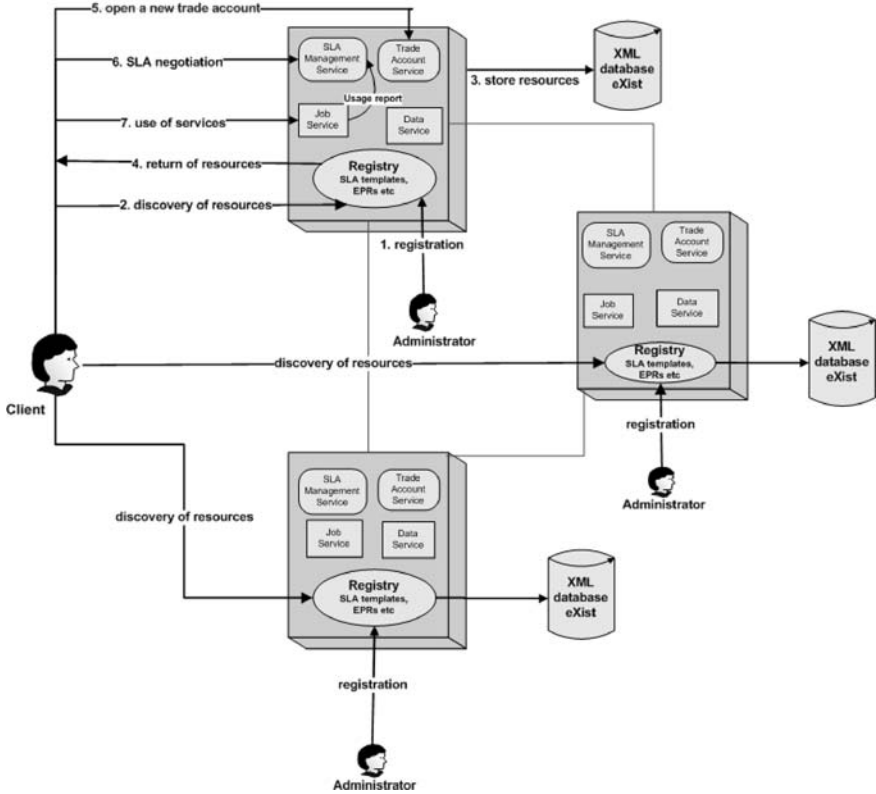 5. open a new trade account
SLA
Management
Service
Trade
Account
Service
XML
database
eXist
6. SLA negotiation
3. store resources
Usage report
7. use of services
Job
Service
Data
Service
4. return of resources
Registry
SLA templates,
EPRs etc
2. discovery of resources
1. registration
Administrator
SLA
Management
Service
Trade
Account
Service
Job
Service
Data
Service
XML
database
eXist
Registry
SLA templates,
EPRs etc
discovery of resources
Client
registration
Administrator
SLA
Management
Service
Trade
Account
Service
discovery of resources
Job
Service
Data
Service
XML
database
eXist
Registry
SLA templates,
EPRs etc
registration
Administrator